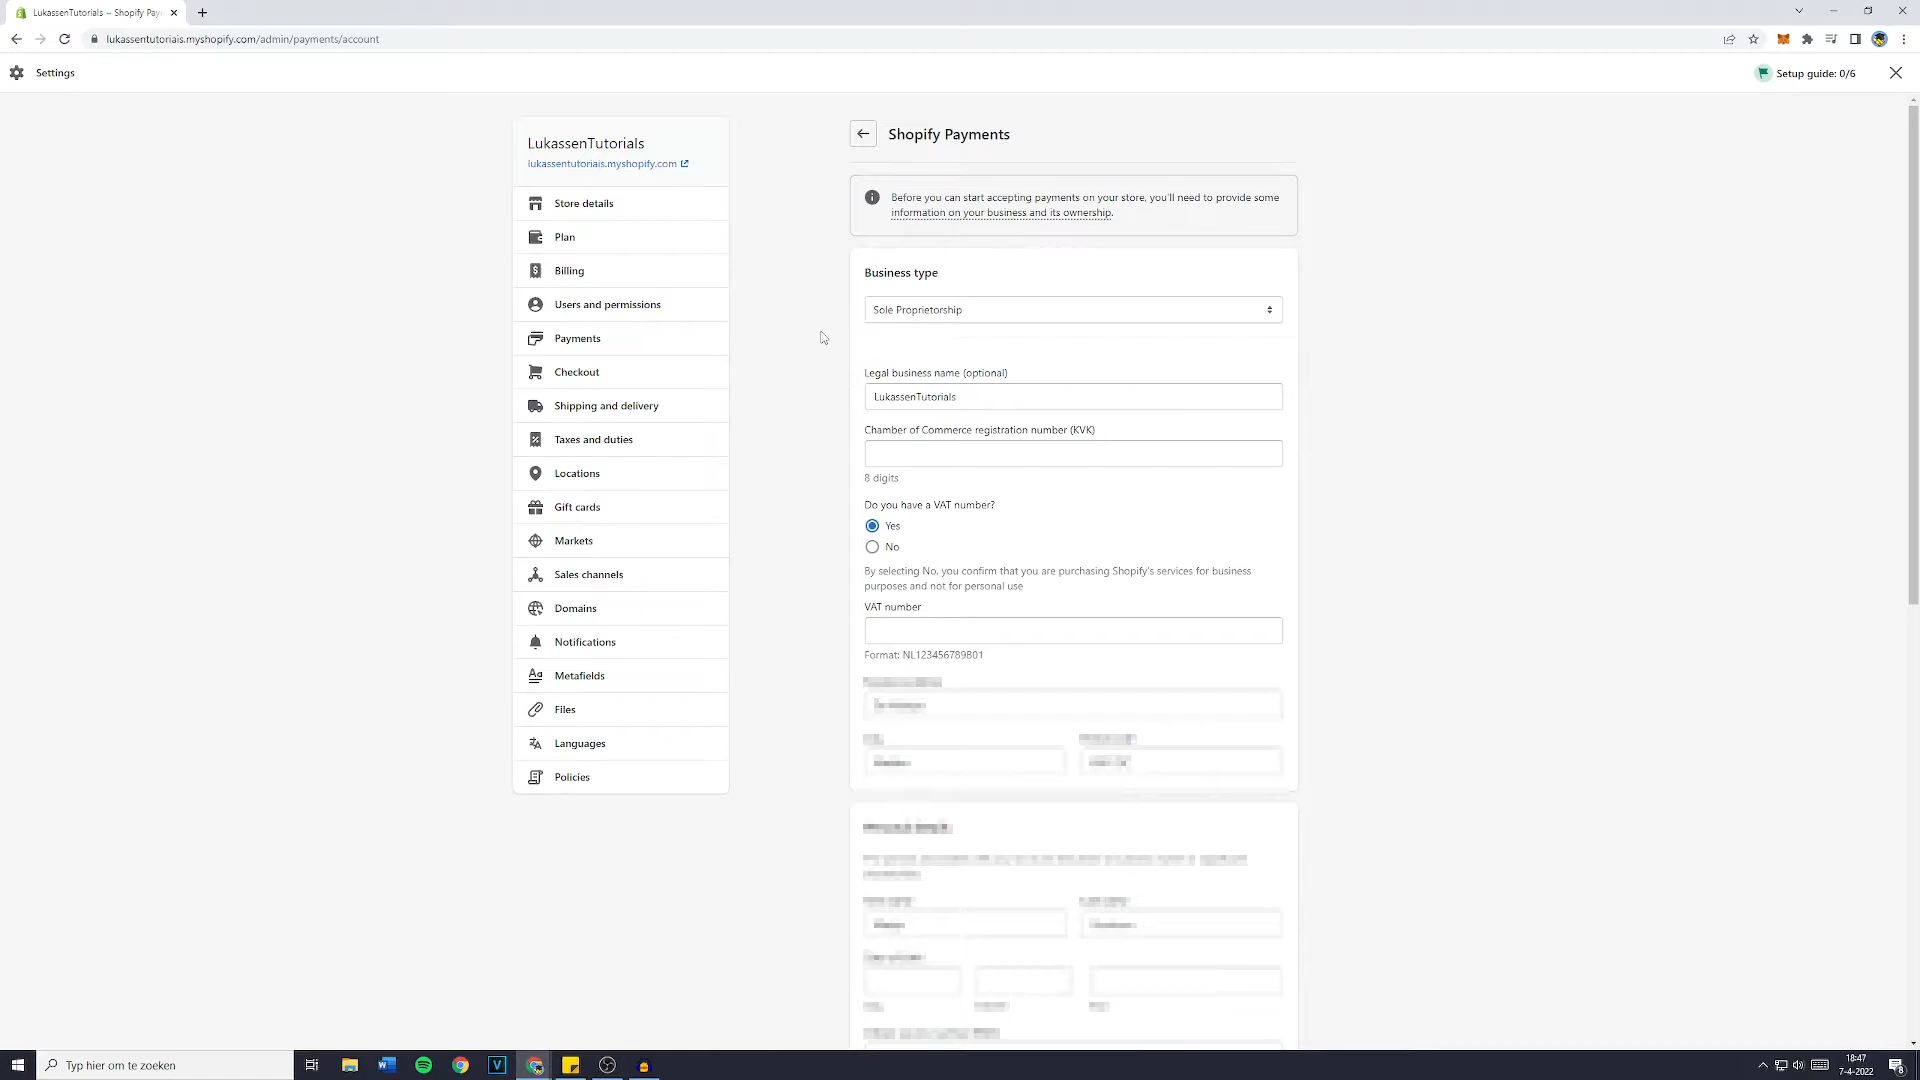 LukassenTutorials – Shopify Pay
lukassentutoriais.myshopify.com/admin/payments/account
Settings
Setup guide: 0/6
LukassenTutorials
lukassentutoriais.myshopify.com
Store details
Plan
Billing
Users and permissions
Payments
Checkout
Shipping and delivery
Taxes and duties
Locations
Gift cards
Markets
Sales channels
Domains
Notifications
Metafields
Files
Languages
Policies
Shopify Payments
Before you can start accepting payments on your store, you'll need to provide some
information on your business and its ownership.
Business type
Sole Proprietorship
Legal business name (optional)
LukassenTutorials
Chamber of Commerce registration number (KVK)
8 digits
Do you have a VAT number?
Yes
No
By selecting No, you confirm that you are purchasing Shopify's services for business
purposes and not for personal use
VAT number
Format: NL123456789B01
Typ hier om te zoeken
18:47
7-4-2022
8